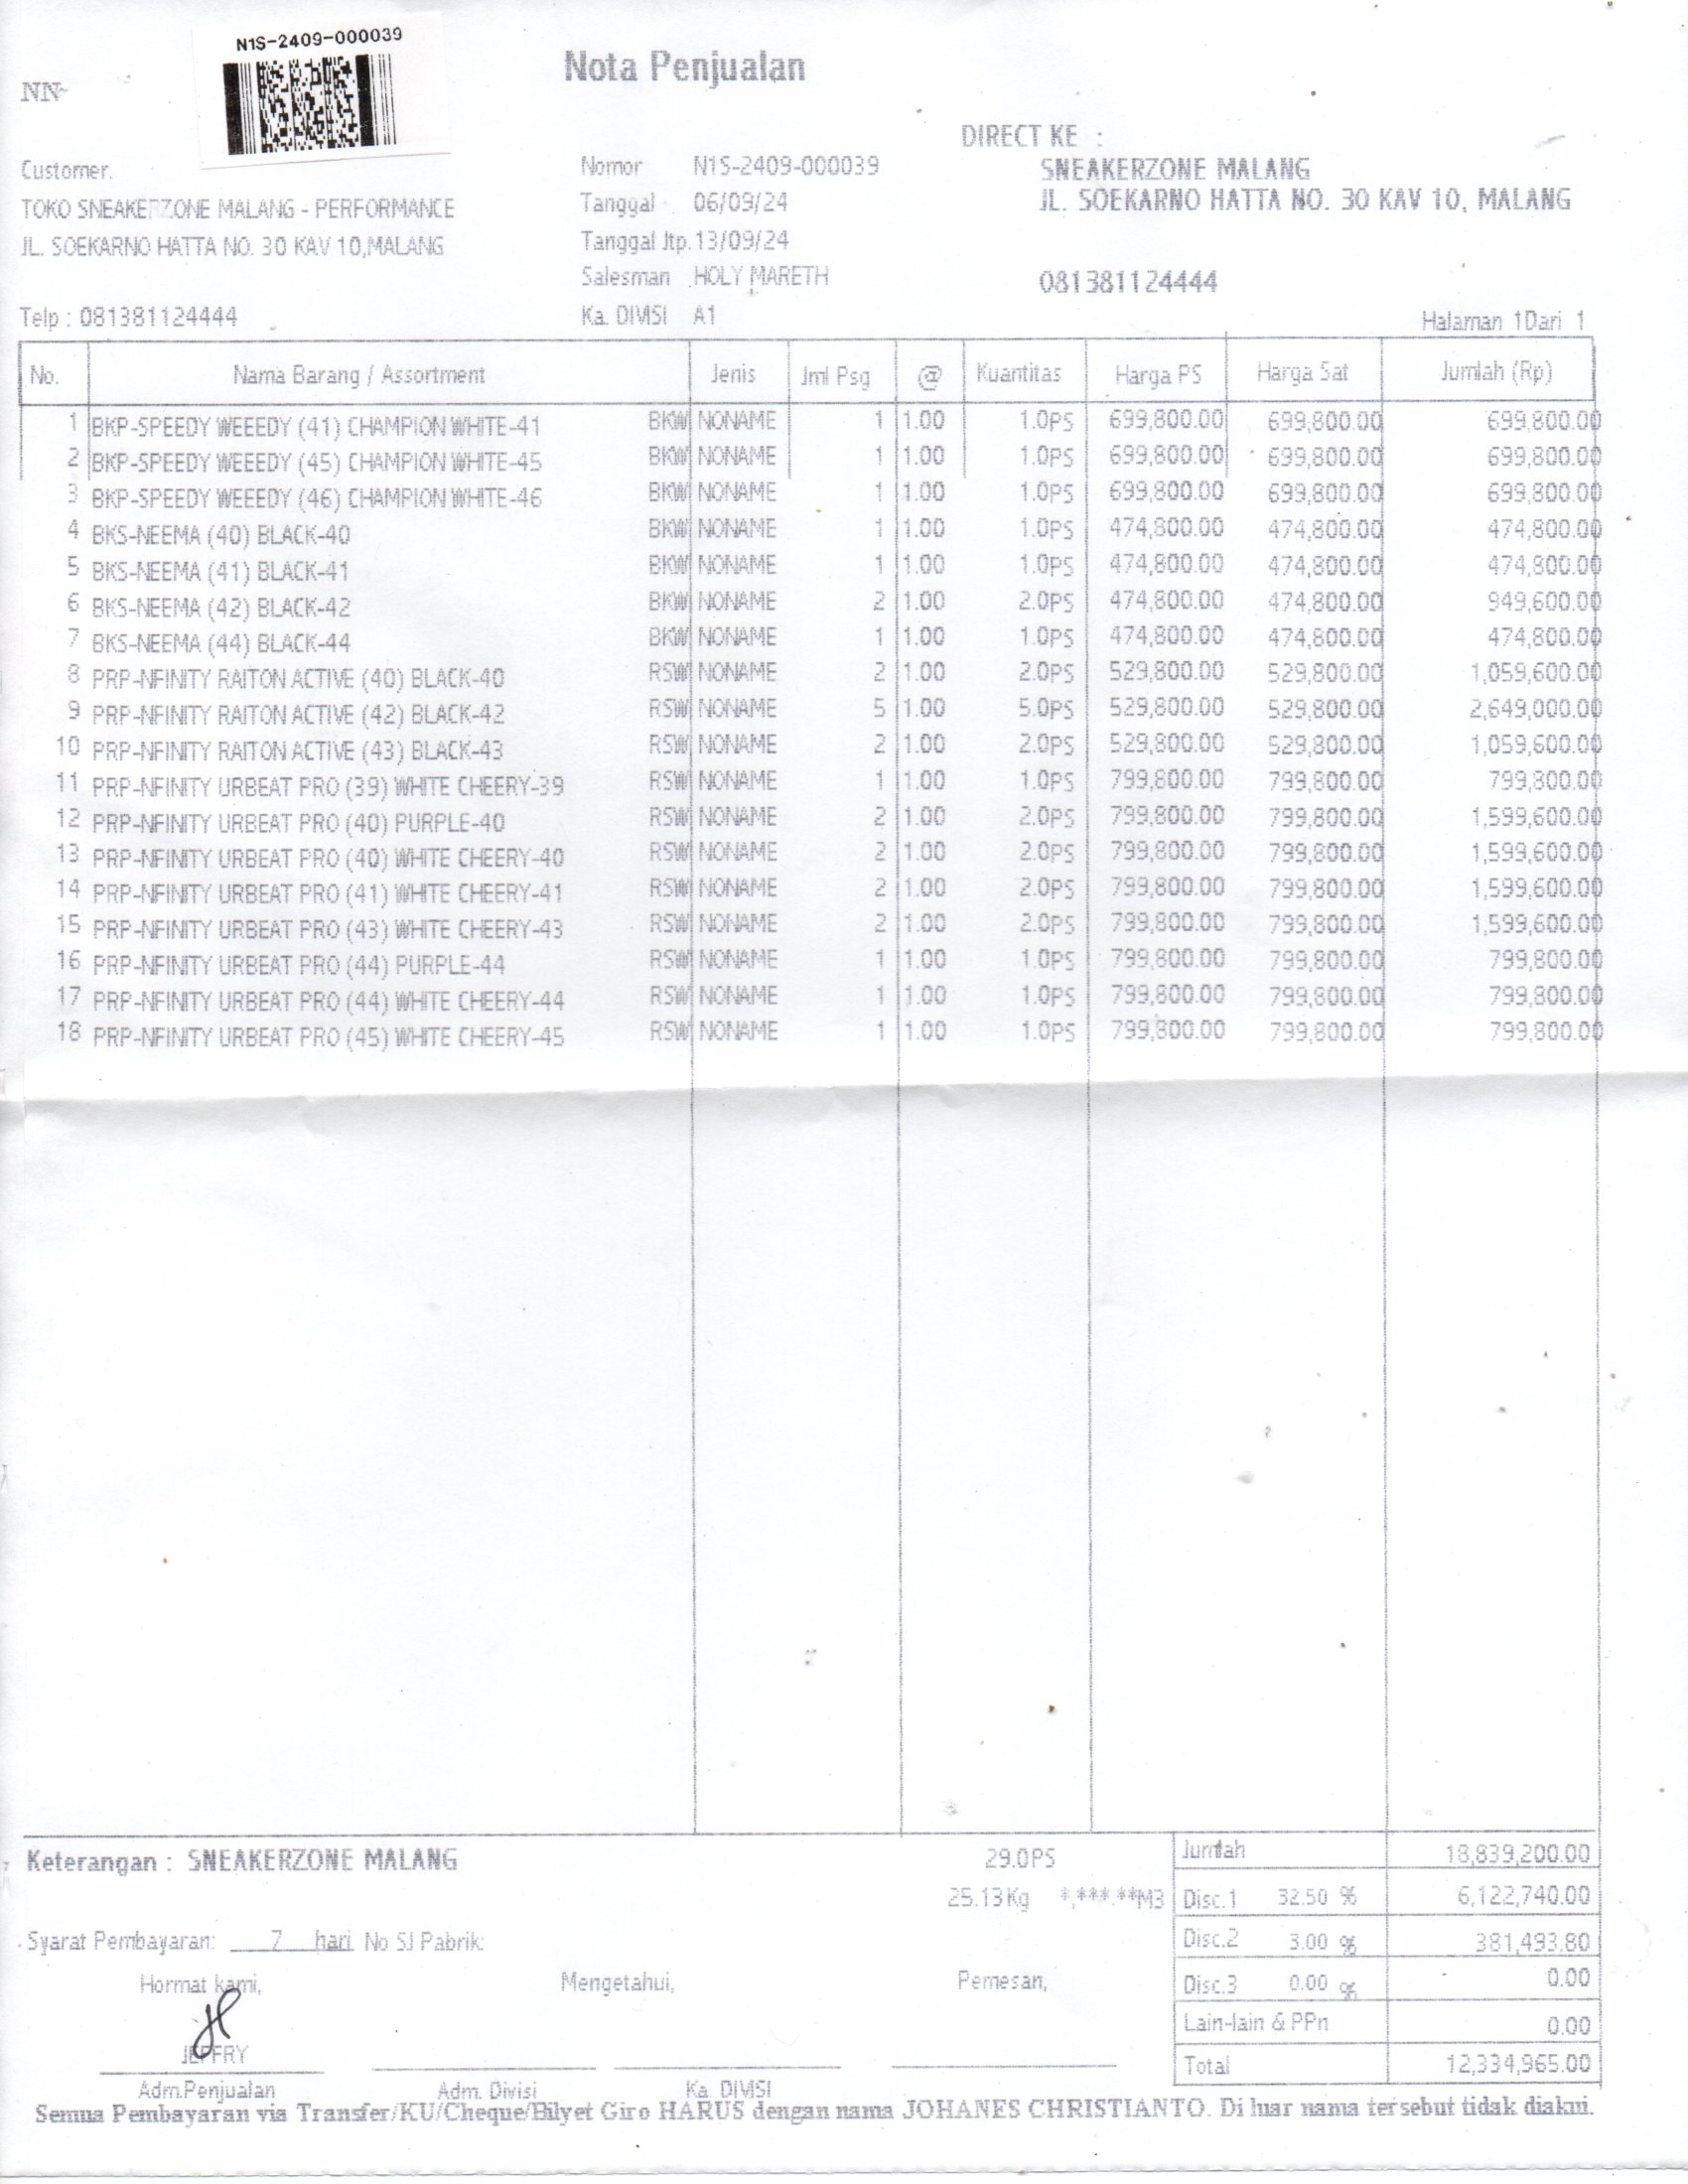 N1S-2409-000039
Nota Penjualan
NN-
DIRECT KE :
Customer.
Nomor N1S-2409-000039
SNEAKERZONE MALANG
TOKO SNEAKERZONE MALANG - PERFORMANCE
Tanggal 06/09/24
JL. SOEKARNO HATTA NO. 30 KAV 10, MALANG
JL. SOEKARNO HATTA NO. 30 KAV 10,MALANG
Tanggal Jtp. 13/09/24
Salesman HOLY MARETH
081381124444
Telp : 081381124444
Ka. DIVISI A1
Halaman 1Dari 1
No. Nama Barang / Assortment Jenis Jml Psg @ Kuantitas Harga PS Harga Sat Jumlah (Rp)
1 BKP-SPEEDY WEEEDY (41) CHAMPION WHITE-41 BKW NONAME 1 1.00 1.0PS 699,800.00 699,800.00 699,800.00
2 BKP-SPEEDY WEEEDY (45) CHAMPION WHITE-45 BKW NONAME 1 1.00 1.0PS 699,800.00 699,800.00 699,800.00
3 BKP-SPEEDY WEEEDY (46) CHAMPION WHITE-46 BKW NONAME 1 1.00 1.0PS 699,800.00 699,800.00 699,800.00
4 BKS-NEEMA (40) BLACK-40 BKW NONAME 1 1.00 1.0PS 474,800.00 474,800.00 474,800.00
5 BKS-NEEMA (41) BLACK-41 BKW NONAME 1 1.00 1.0PS 474,800.00 474,800.00 474,800.00
6 BKS-NEEMA (42) BLACK-42 BKW NONAME 2 1.00 2.0PS 474,800.00 474,800.00 949,600.00
7 BKS-NEEMA (44) BLACK-44 BKW NONAME 1 1.00 1.0PS 474,800.00 474,800.00 474,800.00
8 PRP-NFINITY RAITON ACTIVE (40) BLACK-40 RSW NONAME 2 1.00 2.0PS 529,800.00 529,800.00 1,059,600.00
9 PRP-NFINITY RAITON ACTIVE (42) BLACK-42 RSW NONAME 5 1.00 5.0PS 529,800.00 529,800.00 2,649,000.00
10 PRP-NFINITY RAITON ACTIVE (43) BLACK-43 RSW NONAME 2 1.00 2.0PS 529,800.00 529,800.00 1,059,600.00
11 PRP-NFINITY URBEAT PRO (39) WHITE CHEERY-39 RSW NONAME 1 1.00 1.0PS 799,800.00 799,800.00 799,800.00
12 PRP-NFINITY URBEAT PRO (40) PURPLE-40 RSW NONAME 2 1.00 2.0PS 799,800.00 799,800.00 1,599,600.00
13 PRP-NFINITY URBEAT PRO (40) WHITE CHEERY-40 RSW NONAME 2 1.00 2.0PS 799,800.00 799,800.00 1,599,600.00
14 PRP-NFINITY URBEAT PRO (41) WHITE CHEERY-41 RSW NONAME 2 1.00 2.0PS 799,800.00 799,800.00 1,599,600.00
15 PRP-NFINITY URBEAT PRO (43) WHITE CHEERY-43 RSW NONAME 2 1.00 2.0PS 799,800.00 799,800.00 1,599,600.00
16 PRP-NFINITY URBEAT PRO (44) PURPLE-44 RSW NONAME 1 1.00 1.0PS 799,800.00 799,800.00 799,800.00
17 PRP-NFINITY URBEAT PRO (44) WHITE CHEERY-44 RSW NONAME 1 1.00 1.0PS 799,800.00 799,800.00 799,800.00
18 PRP-NFINITY URBEAT PRO (45) WHITE CHEERY-45 RSW NONAME 1 1.00 1.0PS 799,800.00 799,800.00 799,800.00
Keterangan : SNEAKERZONE MALANG 29.0PS Jumlah 18,839,200.00
25.13Kg *,***.**M3 Disc.1 32.50 % 6,122,740.00
Syarat Pembayaran: 7 hari No SJ Pabrik: Disc.2 3.00 % 381,493.80
Hormat kami, Mengetahui, Pemesan, Disc.3 0.00 % 0.00
Lain-lain & PPn 0.00
JEFFRY Total 12,334,965.00
Adm.Penjualan Adm. Divisi Ka. DIVISI
Semua Pembayaran via Transfer/KU/Cheque/Bilyet Giro HARUS dengan nama JOHANES CHRISTIANTO. Di luar nama tersebut tidak diakui.